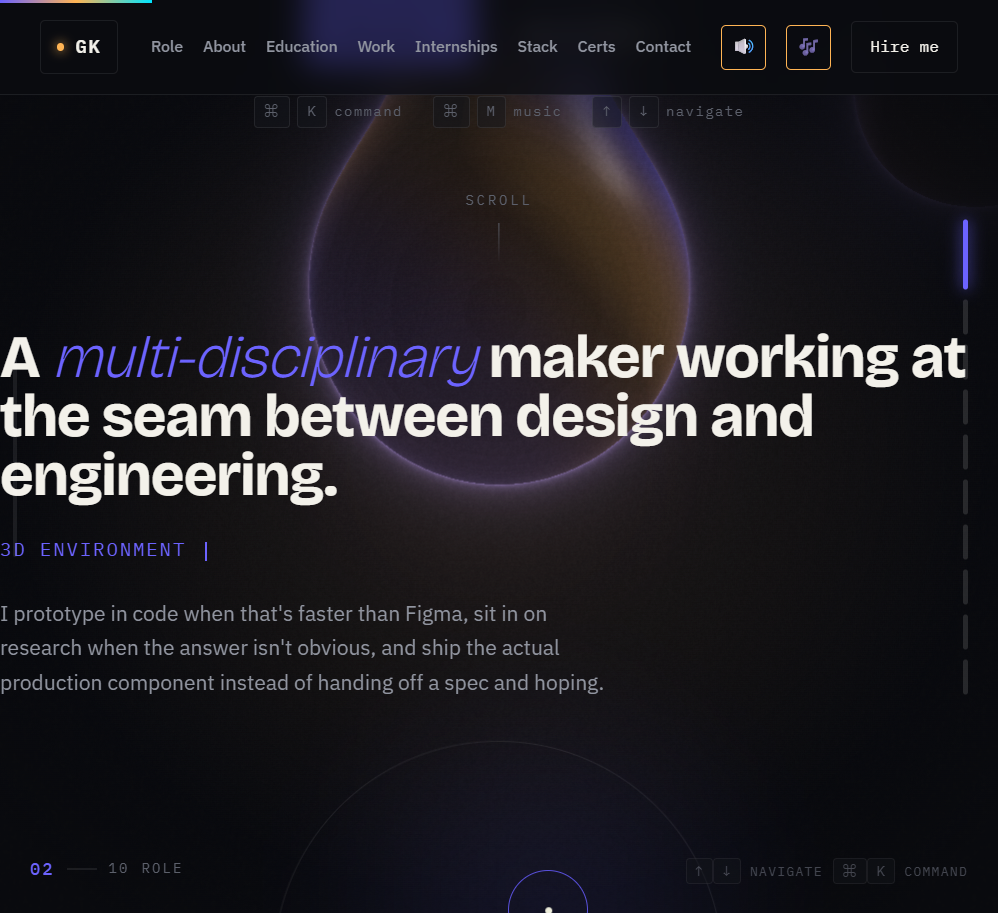 GK Role About Education Work Internships Stack Certs Contact Hire me
⌘ K command ⌘ M music ↑ ↓ navigate
SCROLL
A multi-disciplinary maker working at
the seam between design and
engineering.
3D ENVIRONMENT
I prototype in code when that's faster than Figma, sit in on
research when the answer isn't obvious, and ship the actual
production component instead of handing off a spec and hoping.
02 10 ROLE ↑ ↓ NAVIGATE ⌘ K COMMAND